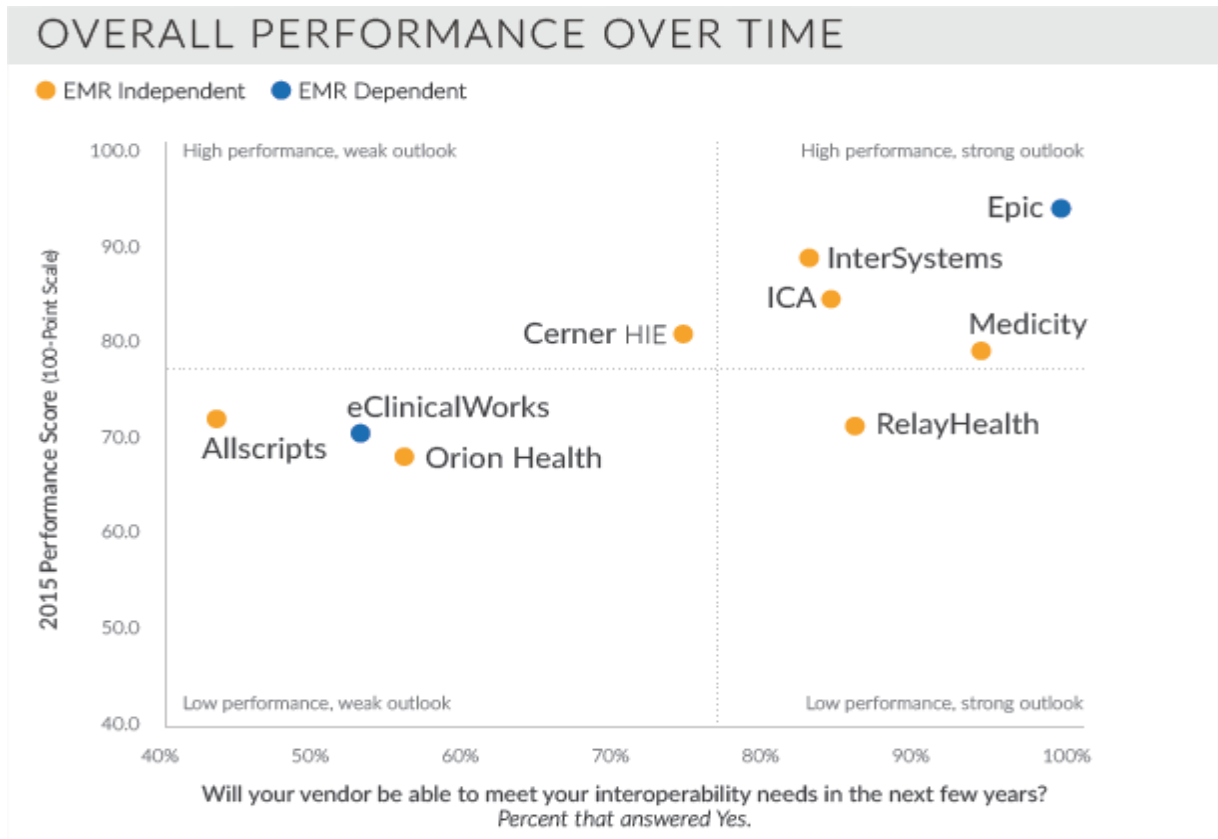 OVERALL PERFORMANCE OVER TIME
EMR Independent
EMR Dependent
2015 Performance Score (100-Point Scale)
100.0
90.0
80.0
70.0
60.0
50.0
40.0
High performance, weak outlook
High performance, strong outlook
Epic
InterSystems
ICA
Medicity
Cerner HIE
eClinicalWorks
Allscripts
Orion Health
RelayHealth
Low performance, weak outlook
Low performance, strong outlook
40%
50%
60%
70%
80%
90%
100%
Will your vendor be able to meet your interoperability needs in the next few years?
Percent that answered Yes.